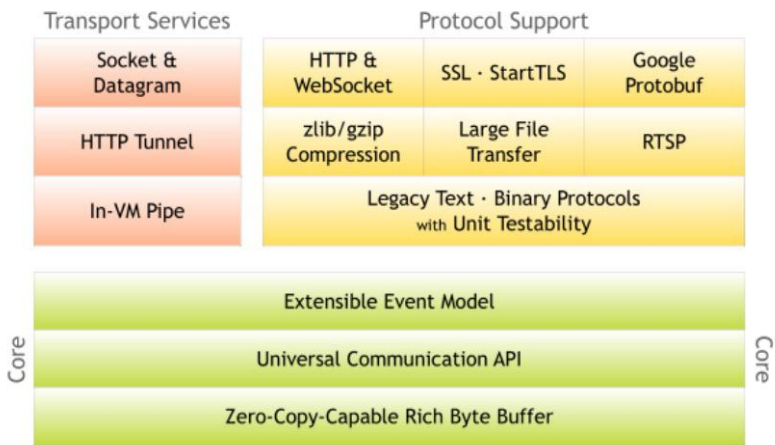 Transport Services
Protocol Support
Socket &
Datagram
HTTP &
WebSocket
SSL · StartTLS
Google
Protobuf
HTTP Tunnel
zlib/gzip
Compression
Large File
Transfer
RTSP
In-VM Pipe
Legacy Text · Binary Protocols
with Unit Testability
Core
Extensible Event Model
Universal Communication API
Zero-Copy-Capable Rich Byte Buffer
Core